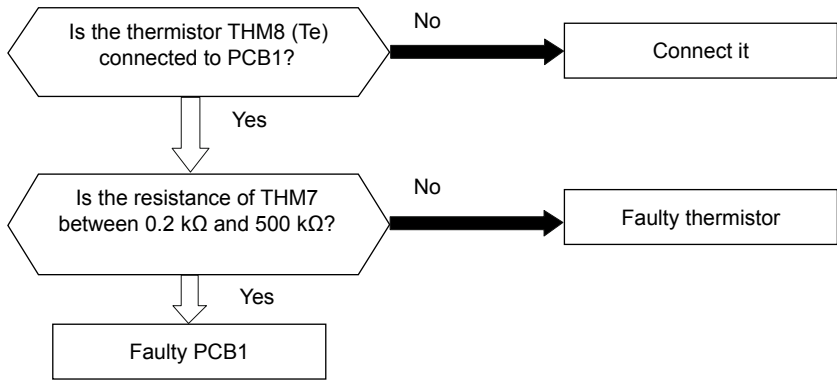 Is the thermistor THM8 (Te)
connected to PCB1?
No
Connect it
Yes
Is the resistance of THM7
between 0.2 kΩ and 500 kΩ?
No
Faulty thermistor
Yes
Faulty PCB1